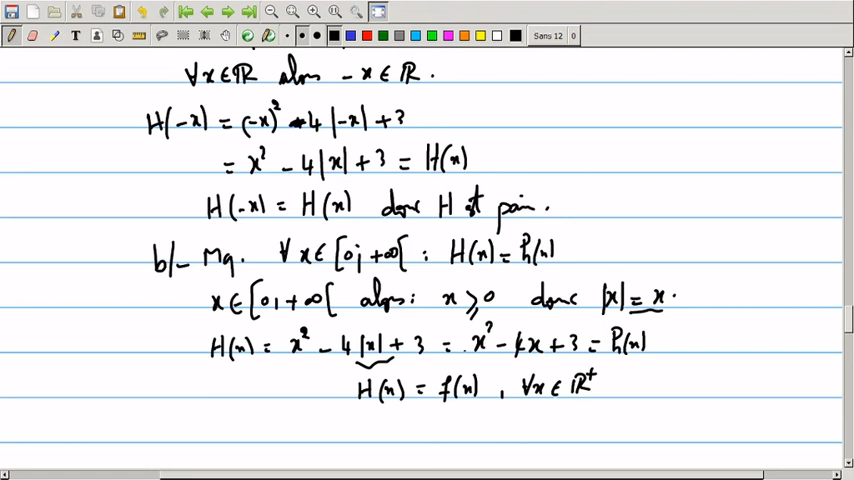 Sans 12
∀x∈ℝ alors -x∈ℝ.
H(-x) = (-x)² - 4|-x| + 3
= x² - 4|x| + 3 = H(x)
H(-x) = H(x) donc H est pair.
b/- Mq. ∀x∈[0;+∞[ : H(x)=h(x)
x∈[0,+∞[ alors: x≥0 donc |x| = x.
H(x) = x² - 4|x| + 3 = x² - 4x + 3 = h(x)
H(x) = f(x), ∀x∈ℝ⁺